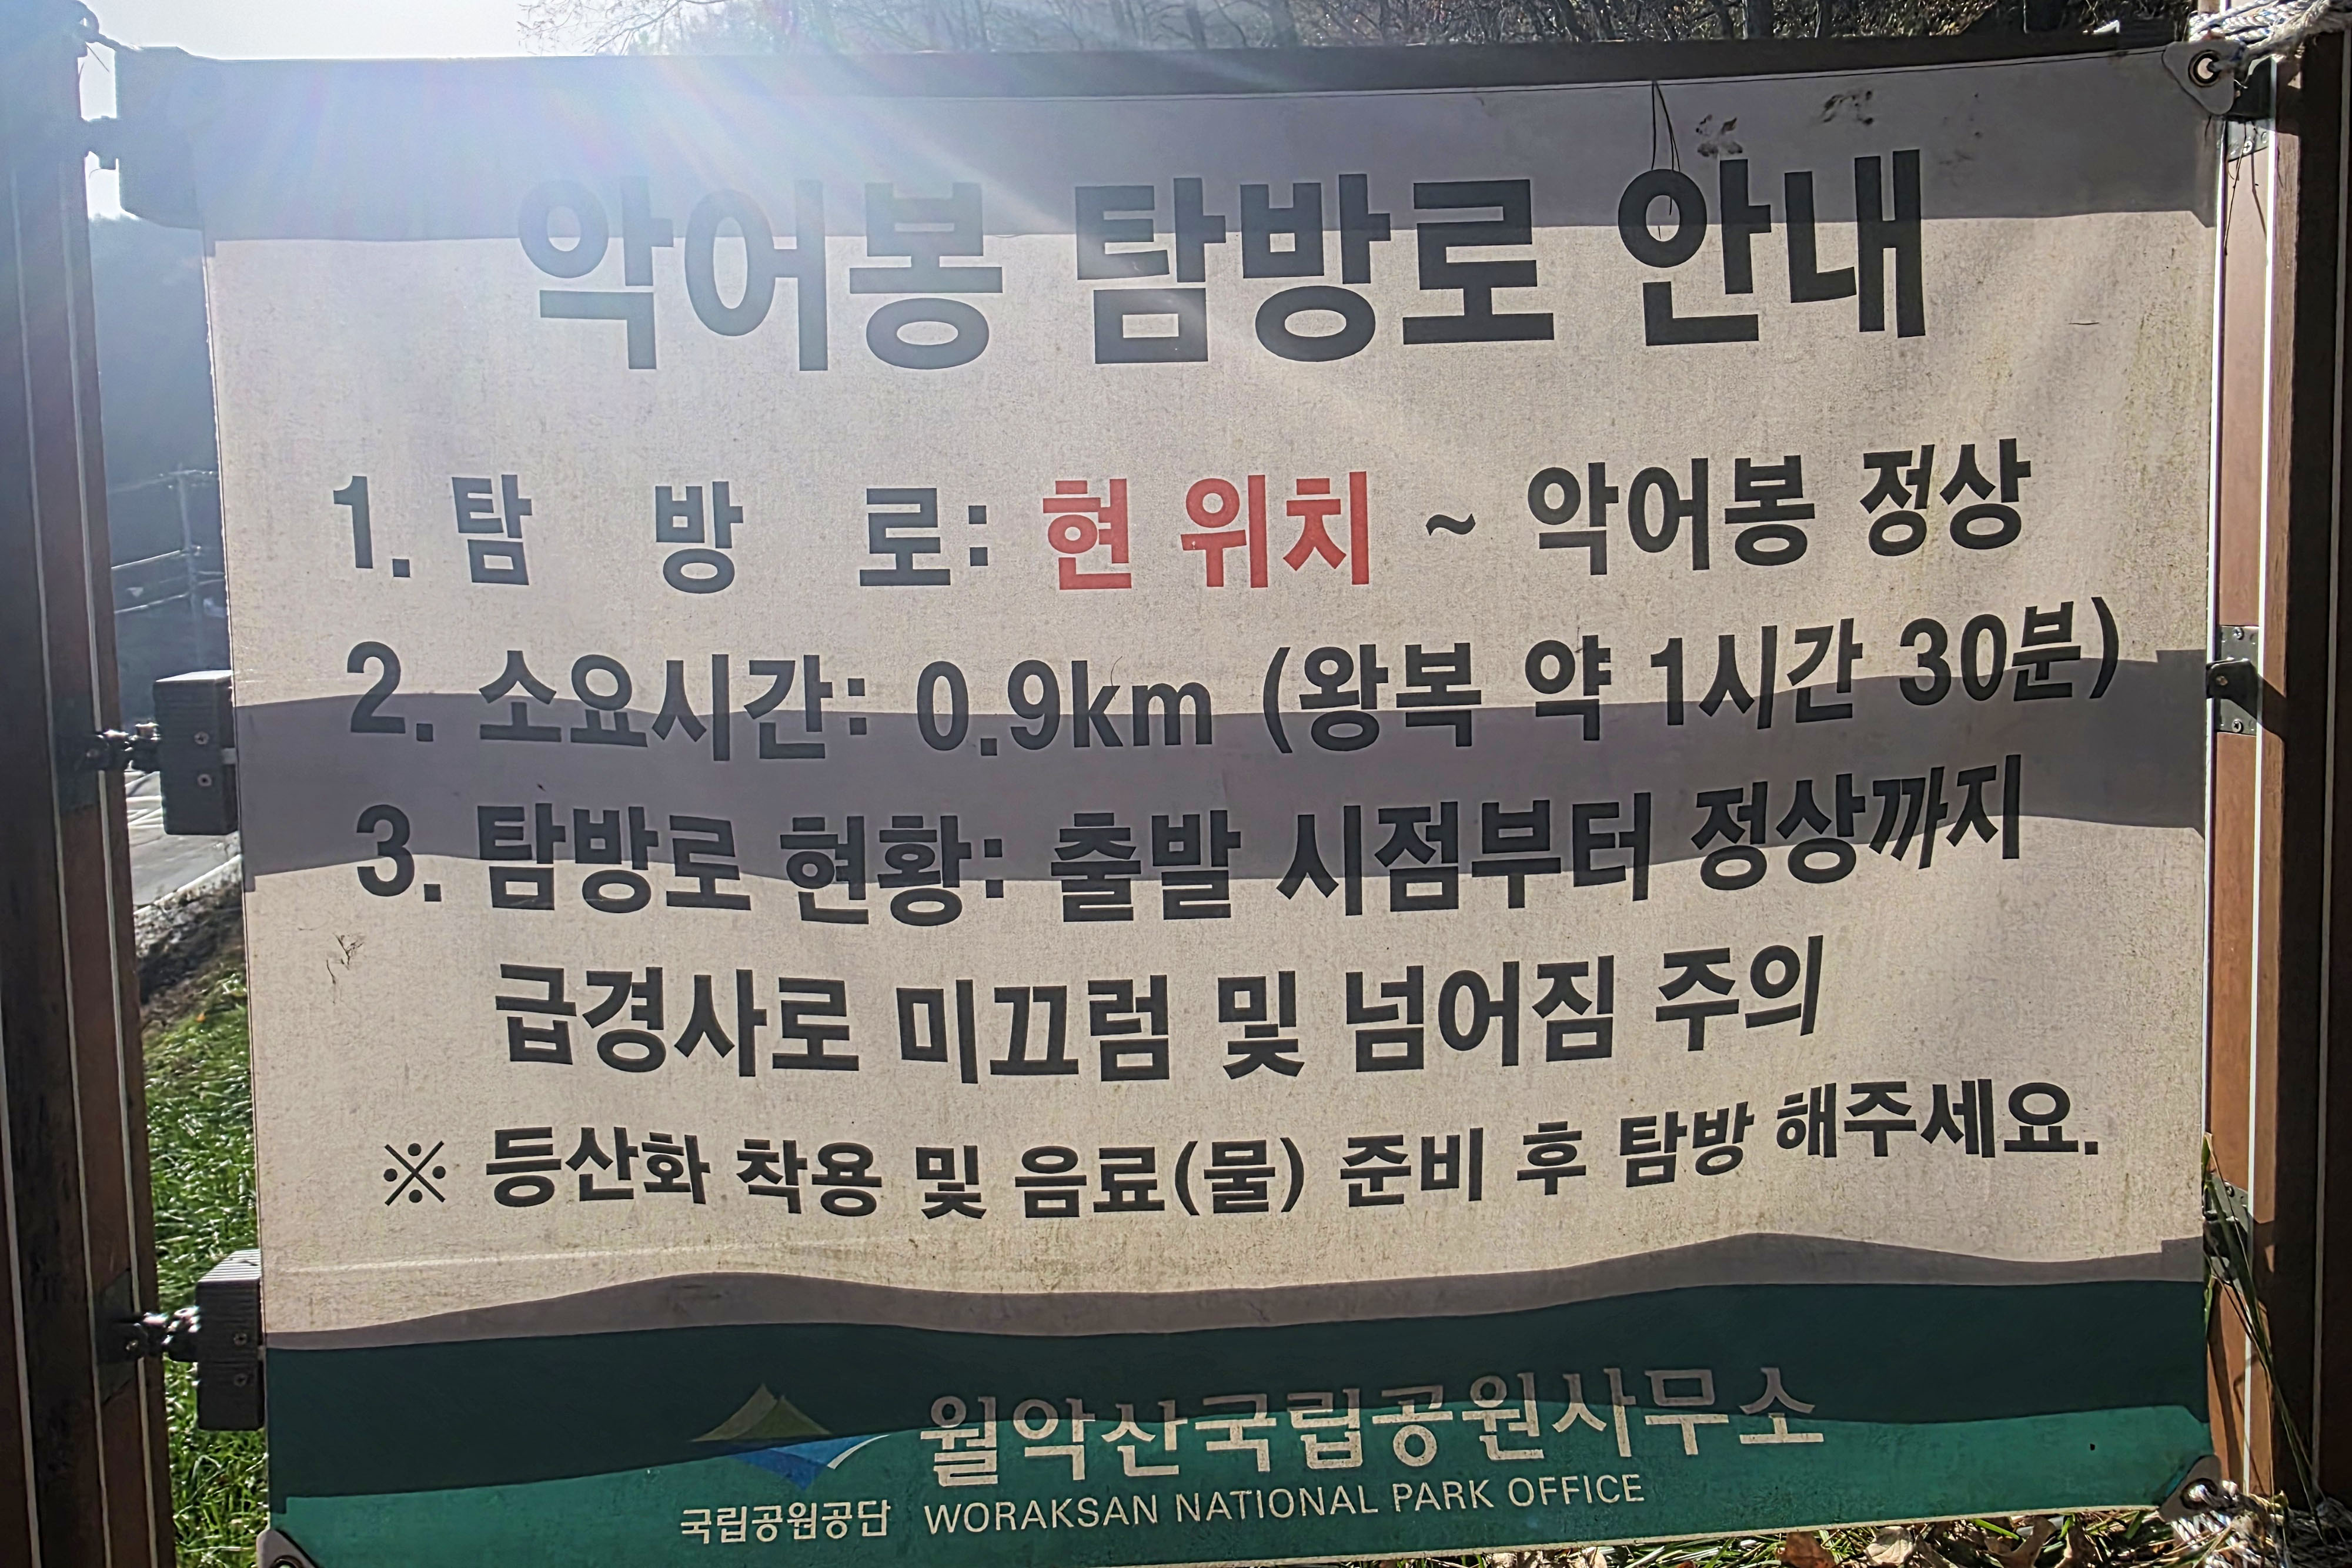 악어봉 탐방로 안내
1. 탐 방 로: 현 위치 ~ 악어봉 정상
2. 소요시간: 0.9km (왕복 약 1시간 30분)
3. 탐방로 현황: 출발 시점부터 정상까지
급경사로 미끄럼 및 넘어짐 주의
※ 등산화 착용 및 음료(물) 준비 후 탐방 해주세요.
월악산국립공원사무소
국립공원공단 WORAKSAN NATIONAL PARK OFFICE